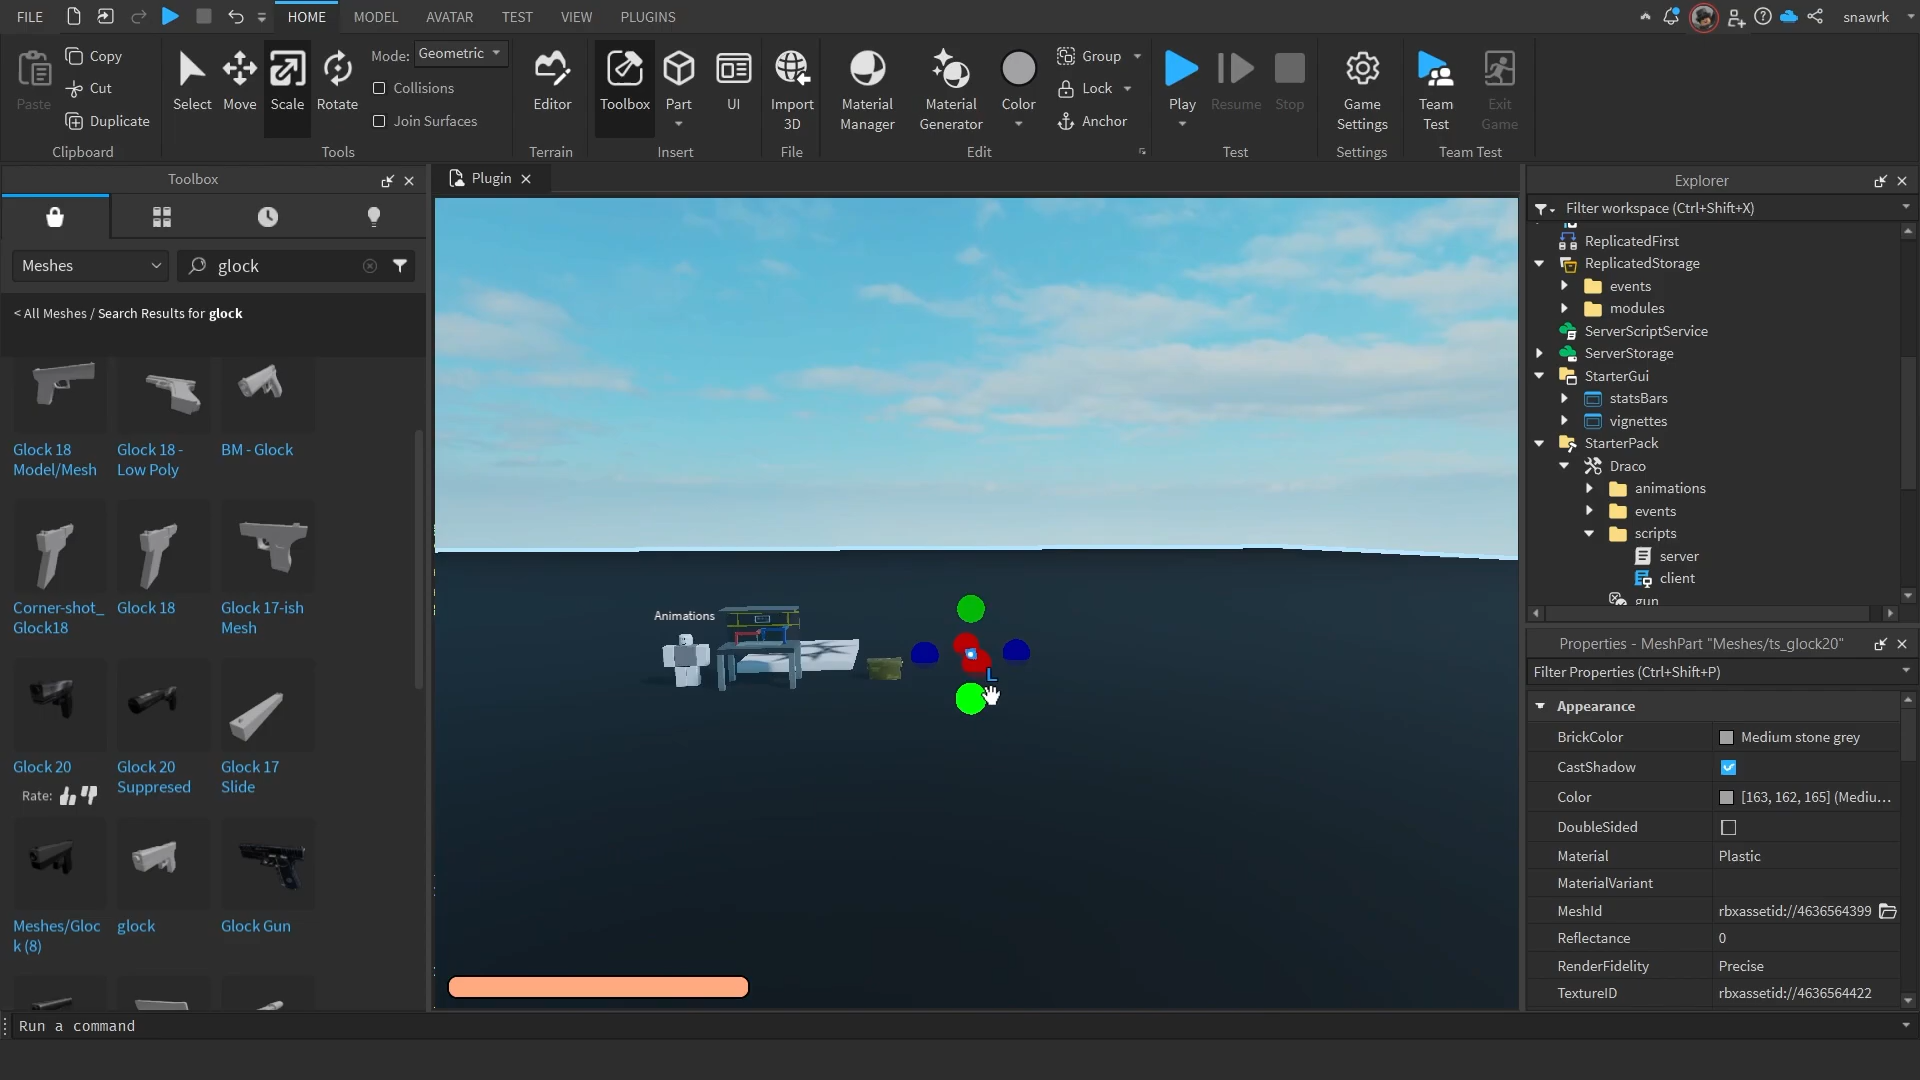 FILE
HOME
MODEL
AVATAR
TEST
VIEW
PLUGINS
snawrk
Paste
Copy
Cut
Duplicate
Clipboard
Select
Move
Scale
Rotate
Mode:
Geometric
Collisions
Join Surfaces
Tools
Editor
Terrain
Toolbox
Part
UI
Insert
Import
3D
File
Material
Manager
Material
Generator
Color
Group
Lock
Anchor
Edit
Play
Resume
Stop
Test
Game
Settings
Settings
Team
Test
Exit
Game
Team Test
Toolbox
Meshes
glock
< All Meshes / Search Results for glock
Glock 18
Model/Mesh
Glock 18 -
Low Poly
BM - Glock
Corner-shot_
Glock18
Glock 18
Glock 17-ish
Mesh
Glock 20
Rate:
Glock 20
Suppresed
Glock 17
Slide
Meshes/Gloc
k (8)
glock
Glock Gun
Plugin
Animations
L
Explorer
Filter workspace (Ctrl+Shift+X)
ReplicatedFirst
ReplicatedStorage
events
modules
ServerScriptService
ServerStorage
StarterGui
statsBars
vignettes
StarterPack
Draco
animations
events
scripts
server
client
gun
Properties - MeshPart "Meshes/ts_glock20"
Filter Properties (Ctrl+Shift+P)
Appearance
BrickColor
Medium stone grey
CastShadow
Color
[163, 162, 165] (Mediu...
DoubleSided
Material
Plastic
MaterialVariant
MeshId
rbxassetid://4636564399
Reflectance
0
RenderFidelity
Precise
TextureID
rbxassetid://4636564422
Run a command